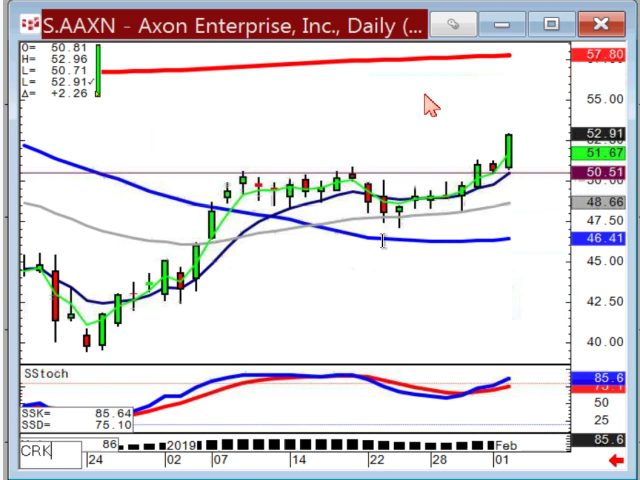 S.AAXN - Axon Enterprise, Inc., Daily (...
O= 50.81
H= 52.96
L= 50.71
L= 52.91✓
Δ= +2.26
57.80
55.00
52.91
51.67
50.51
48.66
47.50
46.41
45.00
42.50
40.00
SStoch
85.6
50
25
SSK= 85.64
SSD= 75.10
86
2019
Feb
85.6
CRK
24
02
07
14
22
28
01